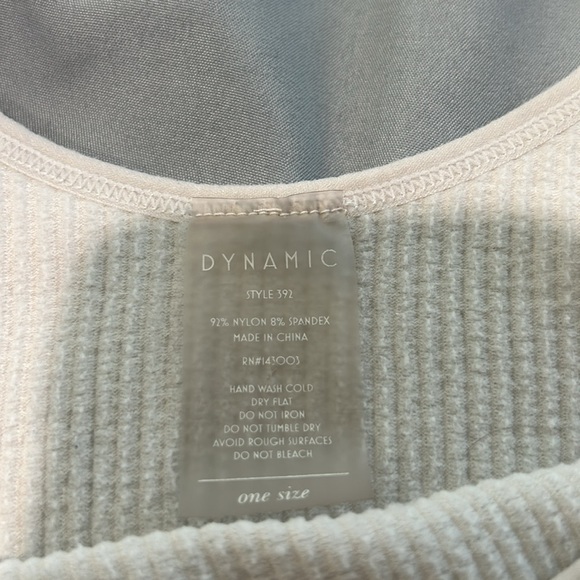 DYNAMIC
STYLE 392
92% NYLON 8% SPANDEX
MADE IN CHINA
RN#143003
HAND WASH COLD
DRY FLAT
DO NOT IRON
DO NOT TUMBLE DRY
AVOID ROUGH SURFACES
DO NOT BLEACH
one size